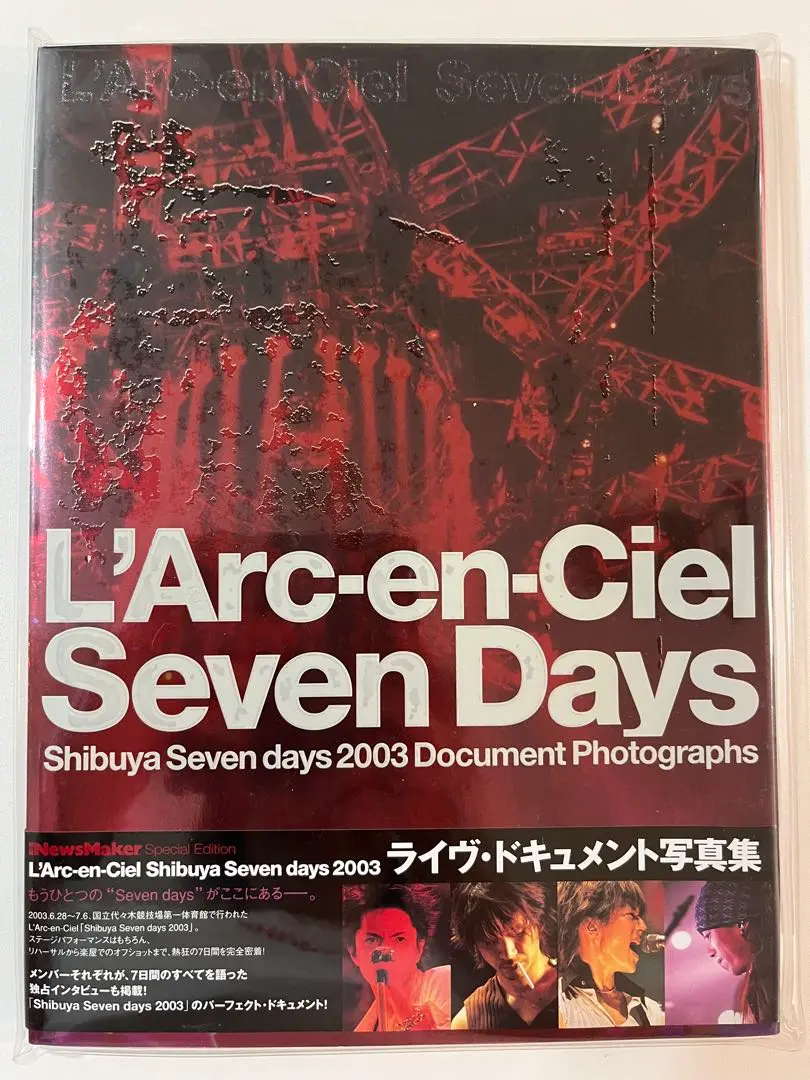 L'Arc-en-Ciel Seven Days
L'Arc-en-Ciel
Seven Days
Shibuya Seven days 2003 Document Photographs
NewsMaker Special Edition
L'Arc-en-Ciel Shibuya Seven days 2003 ライヴ・ドキュメント写真集
もうひとつの“Seven days”がここにある──。
2003.6.28～7.6、国立代々木競技場第一体育館で行われた
L'Arc-en-Ciel「Shibuya Seven days 2003」。
ステージパフォーマンスはもちろん、
リハーサルから楽屋でのオフショットまで、熱狂の7日間を完全密着!
メンバーそれぞれが、7日間のすべてを語った
独占インタビューも掲載!
「Shibuya Seven days 2003」のパーフェクト・ドキュメント!